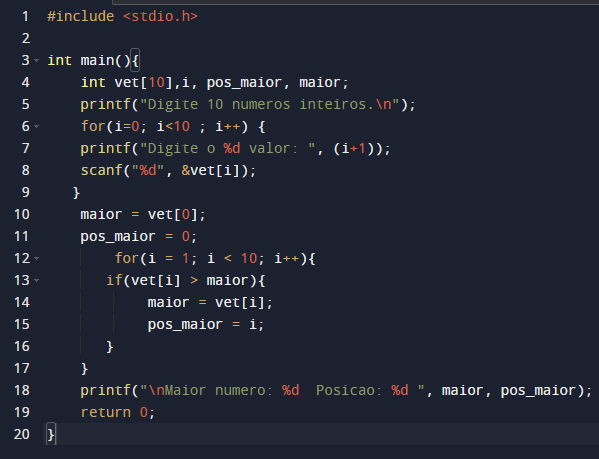 1 #include <stdio.h>
2
3 int main(){
4     int vet[10],i, pos_maior, maior;
5     printf("Digite 10 numeros inteiros.\n");
6     for(i=0; i<10 ; i++) {
7     printf("Digite o %d valor: ", (i+1));
8     scanf("%d", &vet[i]);
9    }
10     maior = vet[0];
11     pos_maior = 0;
12         for(i = 1; i < 10; i++){
13        if(vet[i] > maior){
14             maior = vet[i];
15             pos_maior = i;
16        }
17     }
18     printf("\nMaior numero: %d  Posicao: %d ", maior, pos_maior);
19     return 0;
20 }